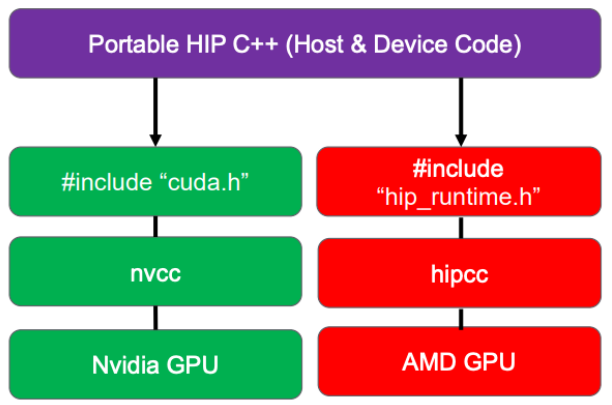 Portable HIP C++ (Host & Device Code)
#include “cuda.h”
#include
“hip_runtime.h”
nvcc
hipcc
Nvidia GPU
AMD GPU